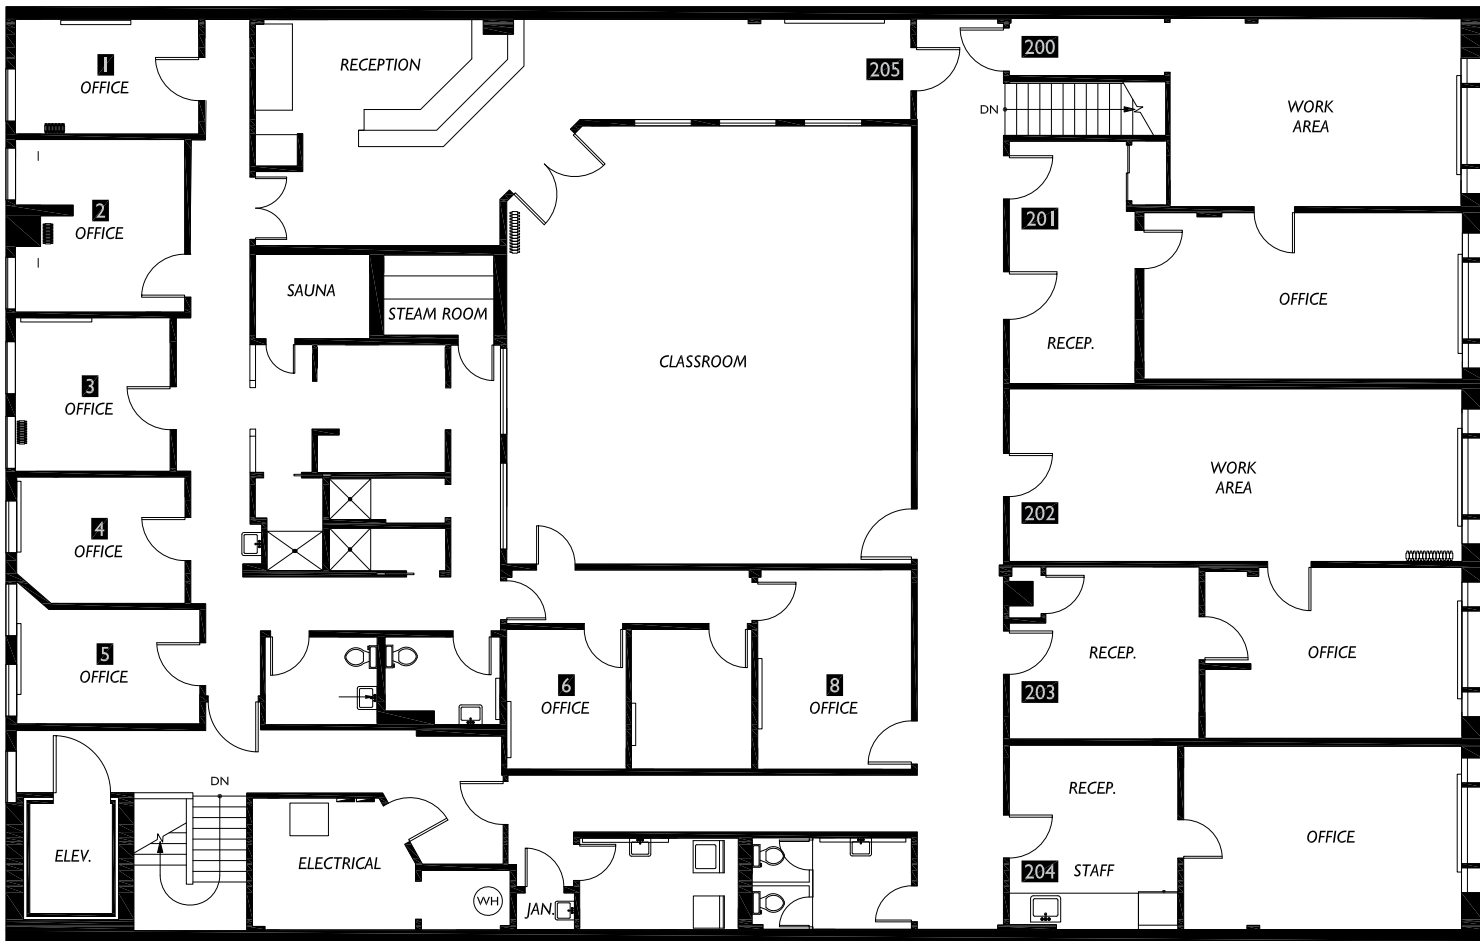 1
OFFICE
RECEPTION
205
200
DN
WORK
AREA
2
OFFICE
201
SAUNA
STEAM ROOM
OFFICE
RECEP.
CLASSROOM
3
OFFICE
WORK
AREA
202
4
OFFICE
5
OFFICE
6
OFFICE
8
OFFICE
RECEP.
203
OFFICE
DN
ELEV.
ELECTRICAL
WH
JAN.
RECEP.
204
STAFF
OFFICE